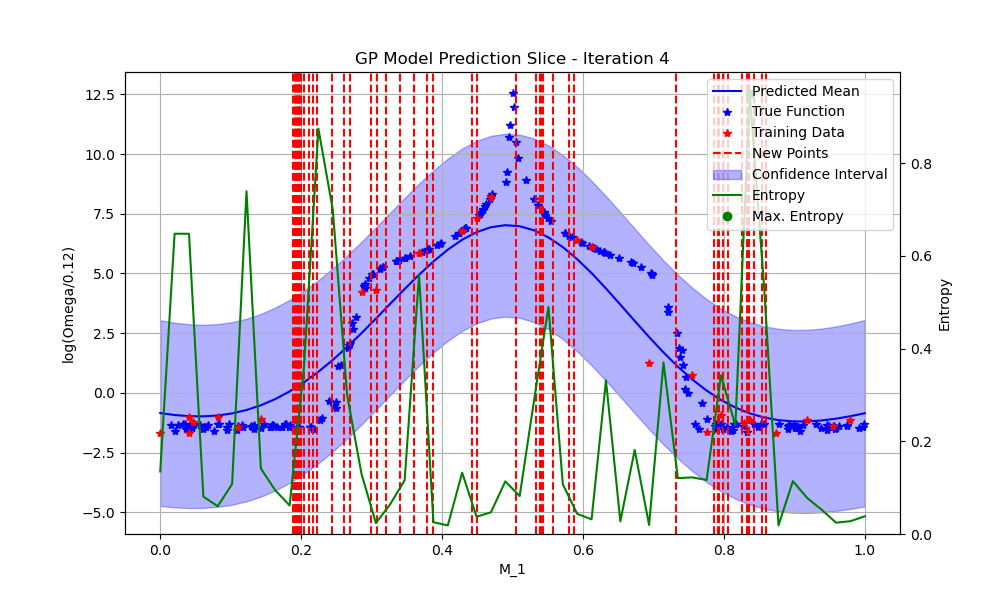 GP Model Prediction Slice - Iteration 4
12.5
10.0
7.5
5.0
2.5
0.0
−2.5
−5.0
log(Omega/0.12)
0.0
0.2
0.4
0.6
0.8
1.0
M_1
0.8
0.6
0.4
0.2
0.0
Entropy
Predicted Mean
True Function
Training Data
New Points
Confidence Interval
Entropy
Max. Entropy